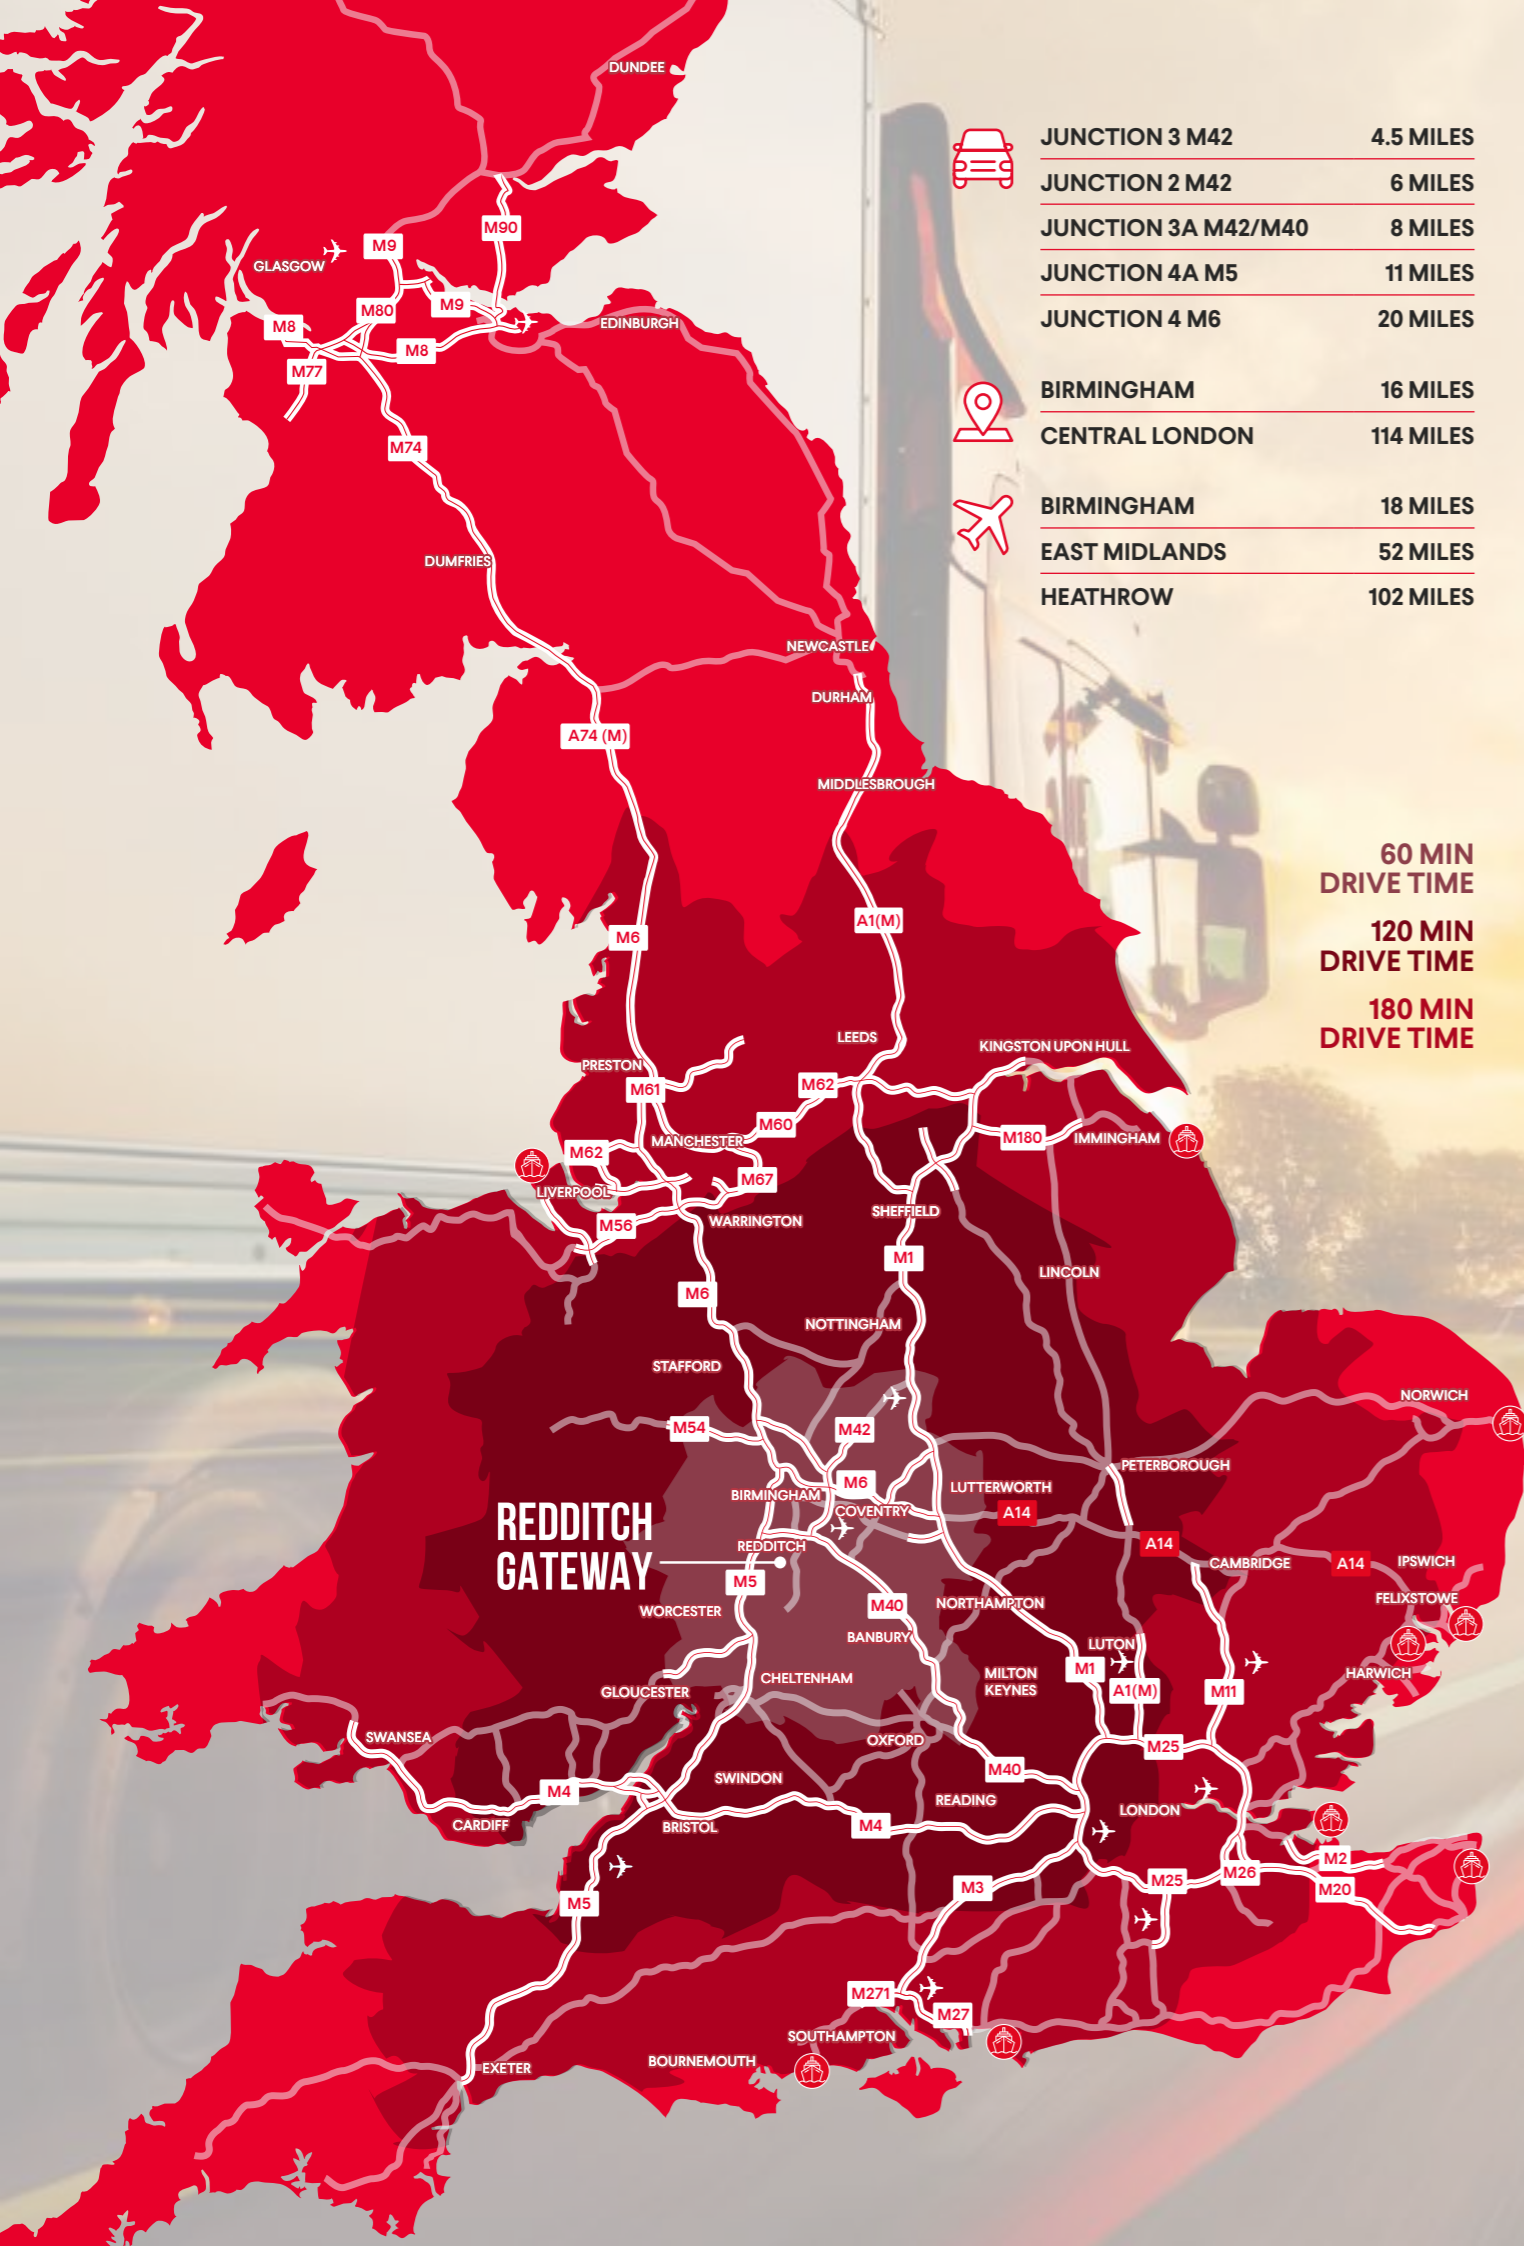 DUNDEE
JUNCTION 3 M42 4.5 MILES
JUNCTION 2 M42 6 MILES
JUNCTION 3A M42/M40 8 MILES
JUNCTION 4A M5 11 MILES
JUNCTION 4 M6 20 MILES
BIRMINGHAM 16 MILES
CENTRAL LONDON 114 MILES
BIRMINGHAM 18 MILES
EAST MIDLANDS 52 MILES
HEATHROW 102 MILES
60 MIN
DRIVE TIME
120 MIN
DRIVE TIME
180 MIN
DRIVE TIME
M90
M9
GLASGOW
M9
M80
EDINBURGH
M8
M8
M77
M74
DUMFRIES
NEWCASTLE
DURHAM
A74 (M)
MIDDLESBROUGH
A1(M)
M6
LEEDS
KINGSTON UPON HULL
PRESTON
M61
M62
M60
M180
IMMINGHAM
MANCHESTER
M62
M67
LIVERPOOL
SHEFFIELD
WARRINGTON
M56
M1
LINCOLN
M6
NOTTINGHAM
STAFFORD
NORWICH
M54
M42
PETERBOROUGH
M6
LUTTERWORTH
BIRMINGHAM
COVENTRY
A14
REDDITCH
GATEWAY
REDDITCH
A14
CAMBRIDGE
A14
IPSWICH
M5
FELIXSTOWE
WORCESTER
M40
NORTHAMPTON
BANBURY
LUTON
M1
HARWICH
CHELTENHAM
MILTON
KEYNES
GLOUCESTER
A1(M)
M11
SWANSEA
OXFORD
M25
M40
SWINDON
M4
READING
LONDON
CARDIFF
BRISTOL
M4
M2
M26
M25
M3
M20
M5
M271
M27
SOUTHAMPTON
BOURNEMOUTH
EXETER